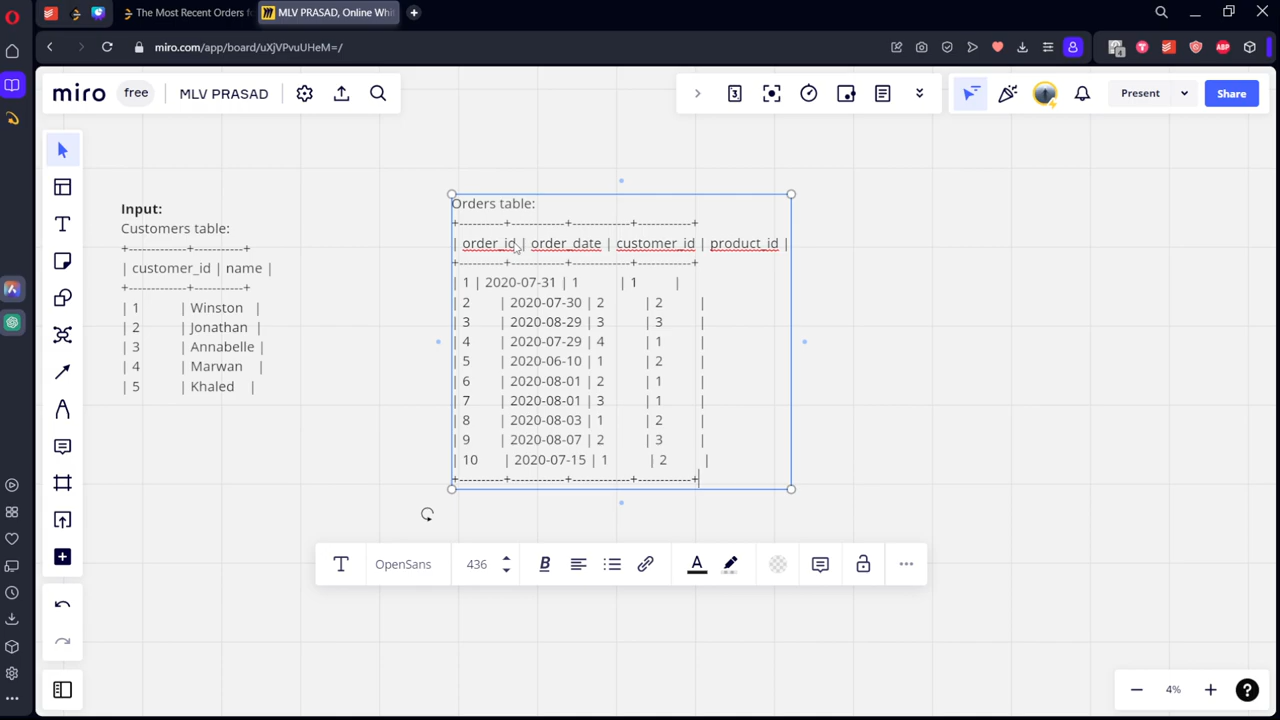 The Most Recent Orders f
MLV PRASAD, Online Whi
miro.com/app/board/uXjVPvuUHeM=/
ABP
miro free MLV PRASAD
3
Present
Share
Input:
Customers table:
+------------+----------+
| customer_id | name |
+------------+----------+
| 1 | Winston |
| 2 | Jonathan |
| 3 | Annabelle |
| 4 | Marwan |
| 5 | Khaled |
Orders table:
+---------+-----------+------------+-----------+
| order_id | order_date | customer_id | product_id |
+---------+-----------+------------+-----------+
| 1 | 2020-07-31 | 1 | 1 |
| 2 | 2020-07-30 | 2 | 2 |
| 3 | 2020-08-29 | 3 | 3 |
| 4 | 2020-07-29 | 4 | 1 |
| 5 | 2020-06-10 | 1 | 2 |
| 6 | 2020-08-01 | 2 | 1 |
| 7 | 2020-08-01 | 3 | 1 |
| 8 | 2020-08-03 | 1 | 2 |
| 9 | 2020-08-07 | 2 | 3 |
| 10 | 2020-07-15 | 1 | 2 |
+---------+-----------+------------+-----------+
OpenSans 436
4%